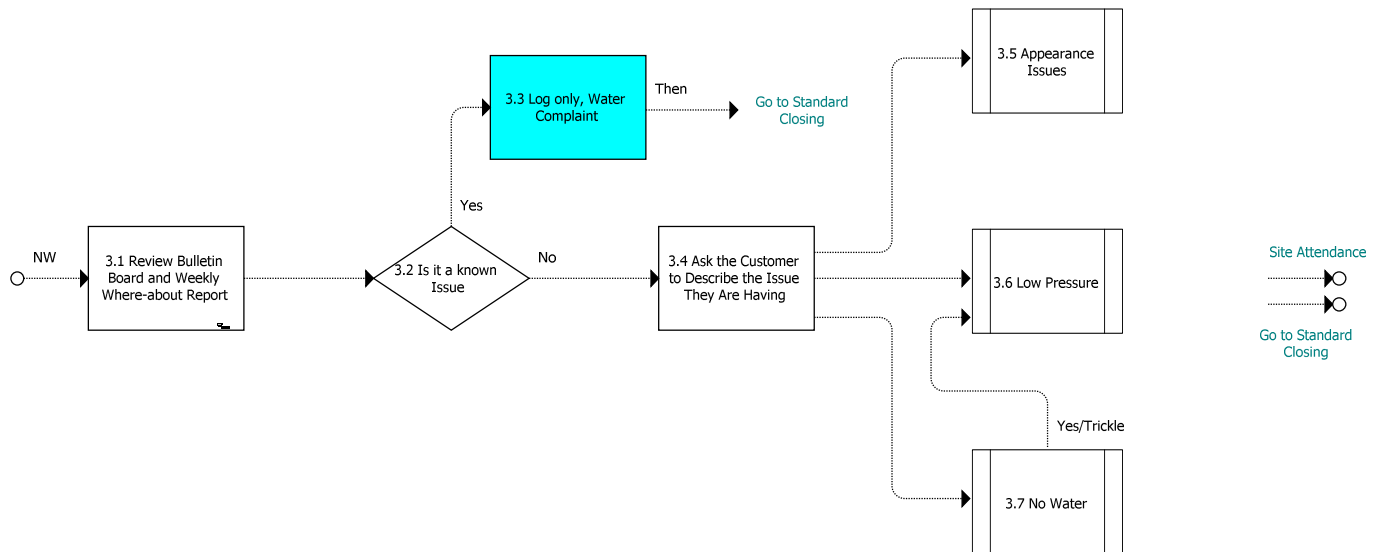 NW
3.1 Review Bulletin
Board and Weekly
Where-about Report
3.2 Is it a known
Issue
Yes
3.3 Log only, Water
Complaint
Then
Go to Standard
Closing
No
3.4 Ask the Customer
to Describe the Issue
They Are Having
3.5 Appearance
Issues
3.6 Low Pressure
Yes/Trickle
3.7 No Water
Site Attendance
Go to Standard
Closing